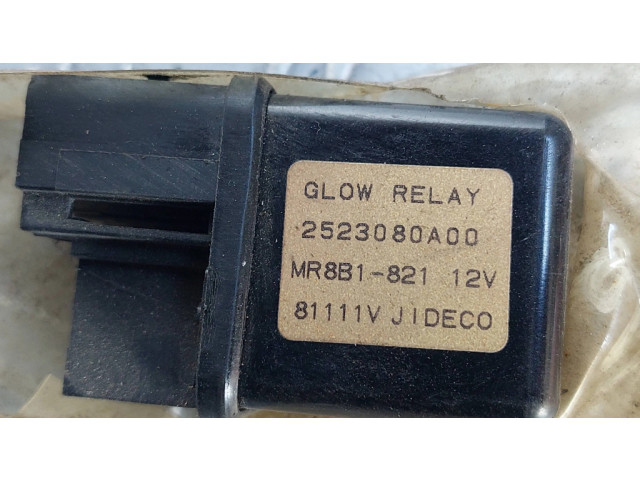 GLOW RELAY
2523080A00
MR8B1-821 12V
81111V JIDECO